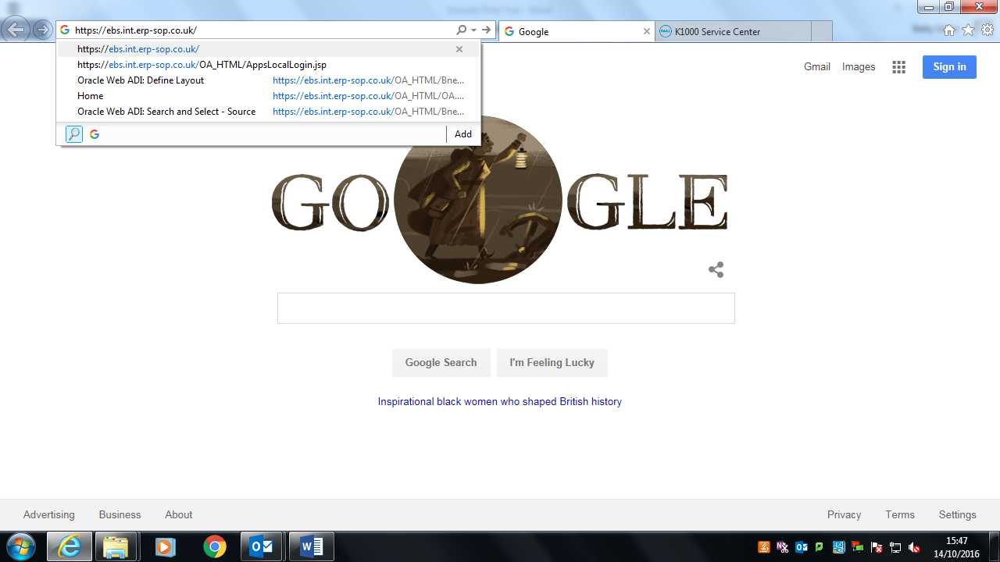 https://ebs.int.erp-sop.co.uk/
Google
K1000 Service Center
https://ebs.int.erp-sop.co.uk/
https://ebs.int.erp-sop.co.uk/OA_HTML/AppsLocalLogin.jsp
Oracle Web ADI: Define Layout https://ebs.int.erp-sop.co.uk/OA_HTML/Bne...
Home https://ebs.int.erp-sop.co.uk/OA_HTML/OA....
Oracle Web ADI: Search and Select - Source https://ebs.int.erp-sop.co.uk/OA_HTML/Bne...
Add
Gmail Images Sign in
GO GLE
Google Search I'm Feeling Lucky
Inspirational black women who shaped British history
Advertising Business About Privacy Terms Settings
15:47
14/10/2016